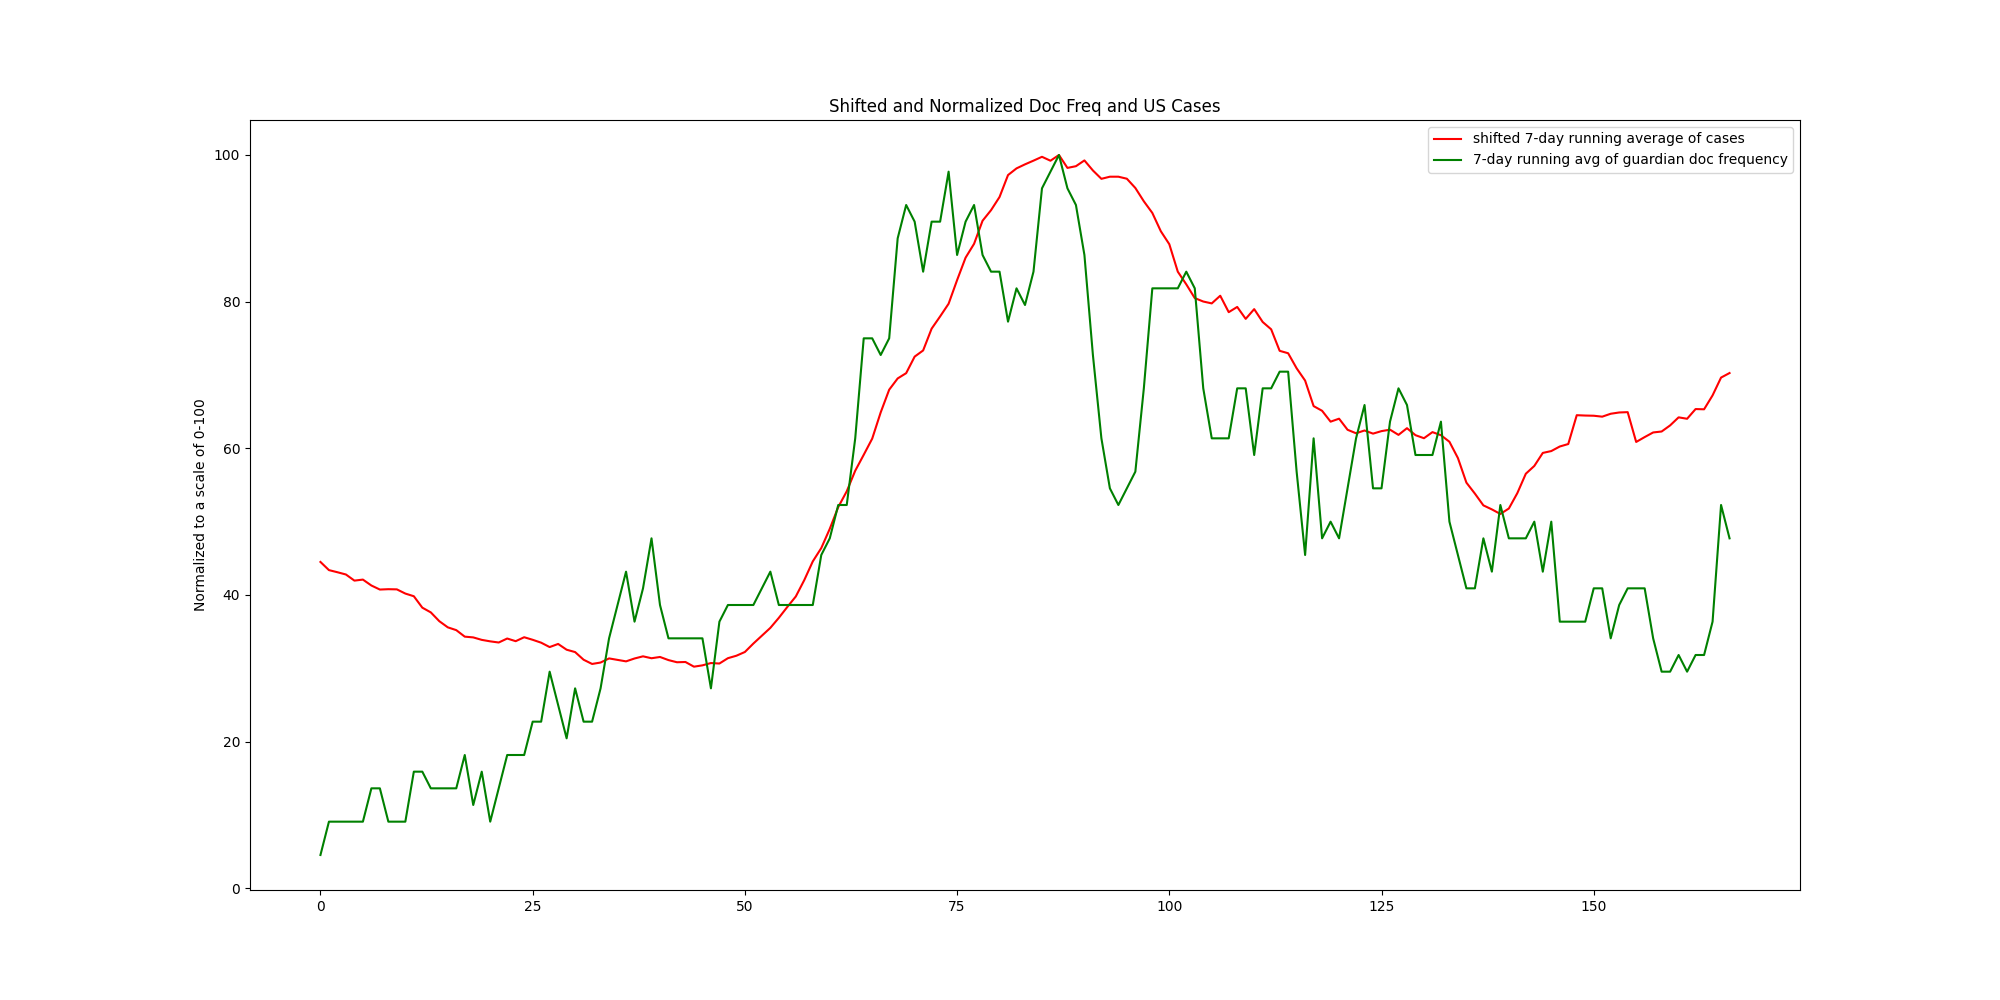 Shifted and Normalized Doc Freq and US Cases
shifted 7-day running average of cases
7-day running avg of guardian doc frequency
Normalized to a scale of 0-100
100
80
60
40
20
0
0 25 50 75 100 125 150